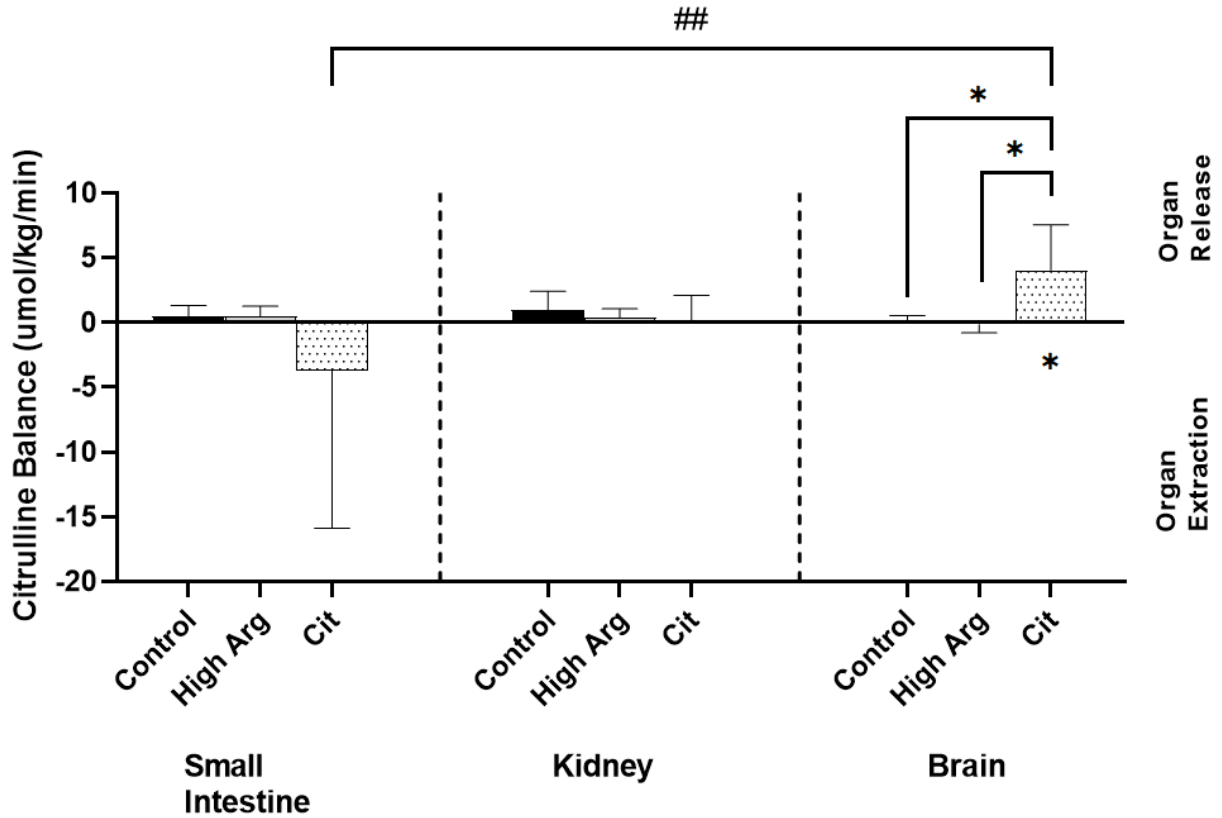 ##
*
*
Citrulline Balance (umol/kg/min)
10
5
0
-5
-10
-15
-20
*
Organ
Release
Organ
Extraction
Control
High Arg
Cit
Control
High Arg
Cit
Control
High Arg
Cit
Small
Intestine
Kidney
Brain